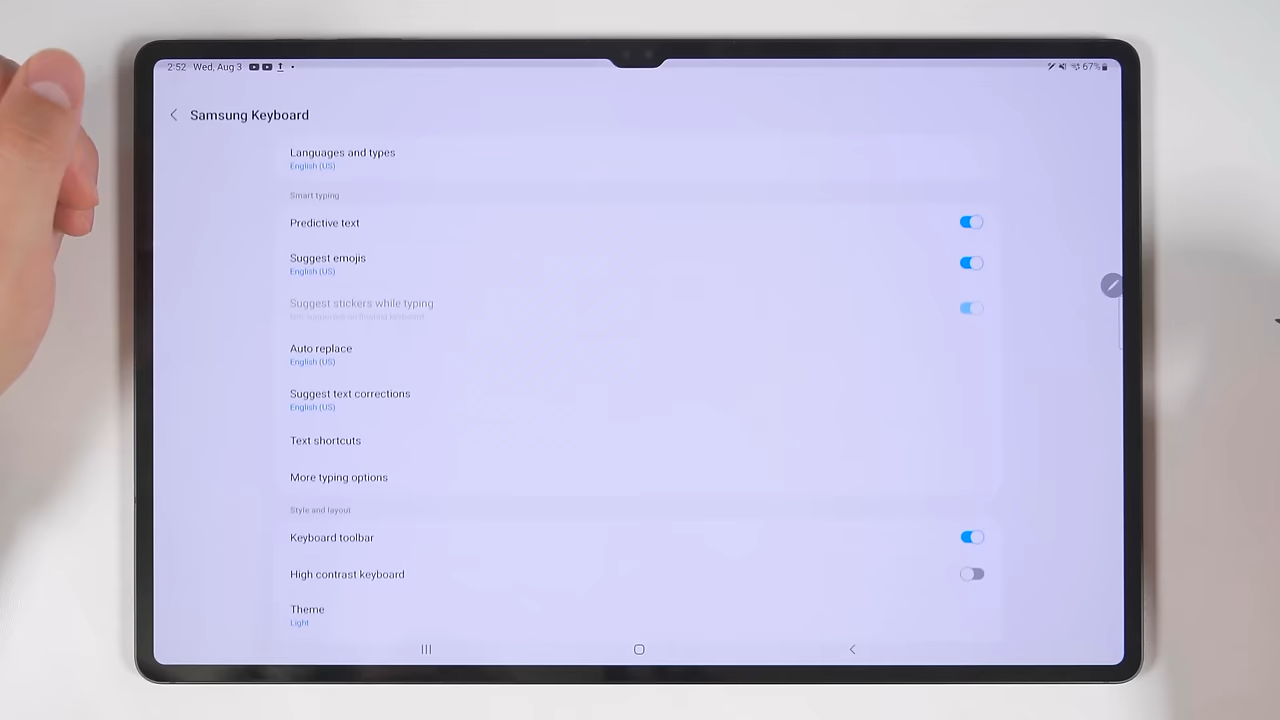 2:52 Wed, Aug 3
67%
Samsung Keyboard
Languages and types
English (US)
Smart typing
Predictive text
Suggest emojis
English (US)
Suggest stickers while typing
Auto replace
English (US)
Suggest text corrections
English (US)
Text shortcuts
More typing options
Style and layout
Keyboard toolbar
High contrast keyboard
Theme
Light